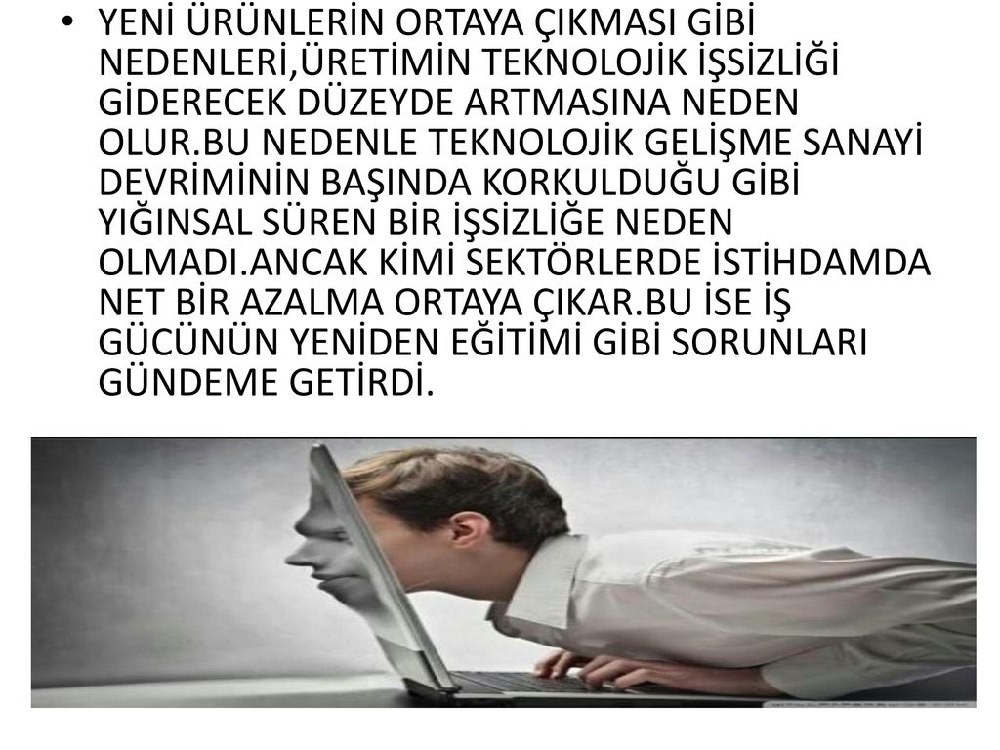 • YENİ ÜRÜNLERİN ORTAYA ÇIKMASI GİBİ
NEDENLERİ,ÜRETİMİN TEKNOLOJİK İŞSİZLİĞİ
GİDERECEK DÜZEYDE ARTMASINA NEDEN
OLUR.BU NEDENLE TEKNOLOJİK GELİŞME SANAYİ
DEVRİMİNİN BAŞINDA KORKULDUĞU GİBİ
YIĞINSAL SÜREN BİR İŞSİZLİĞE NEDEN
OLMADI.ANCAK KİMİ SEKTÖRLERDE İSTİHDAMDA
NET BİR AZALMA ORTAYA ÇIKAR.BU İSE İŞ
GÜCÜNÜN YENİDEN EĞİTİMİ GİBİ SORUNLARI
GÜNDEME GETİRDİ.